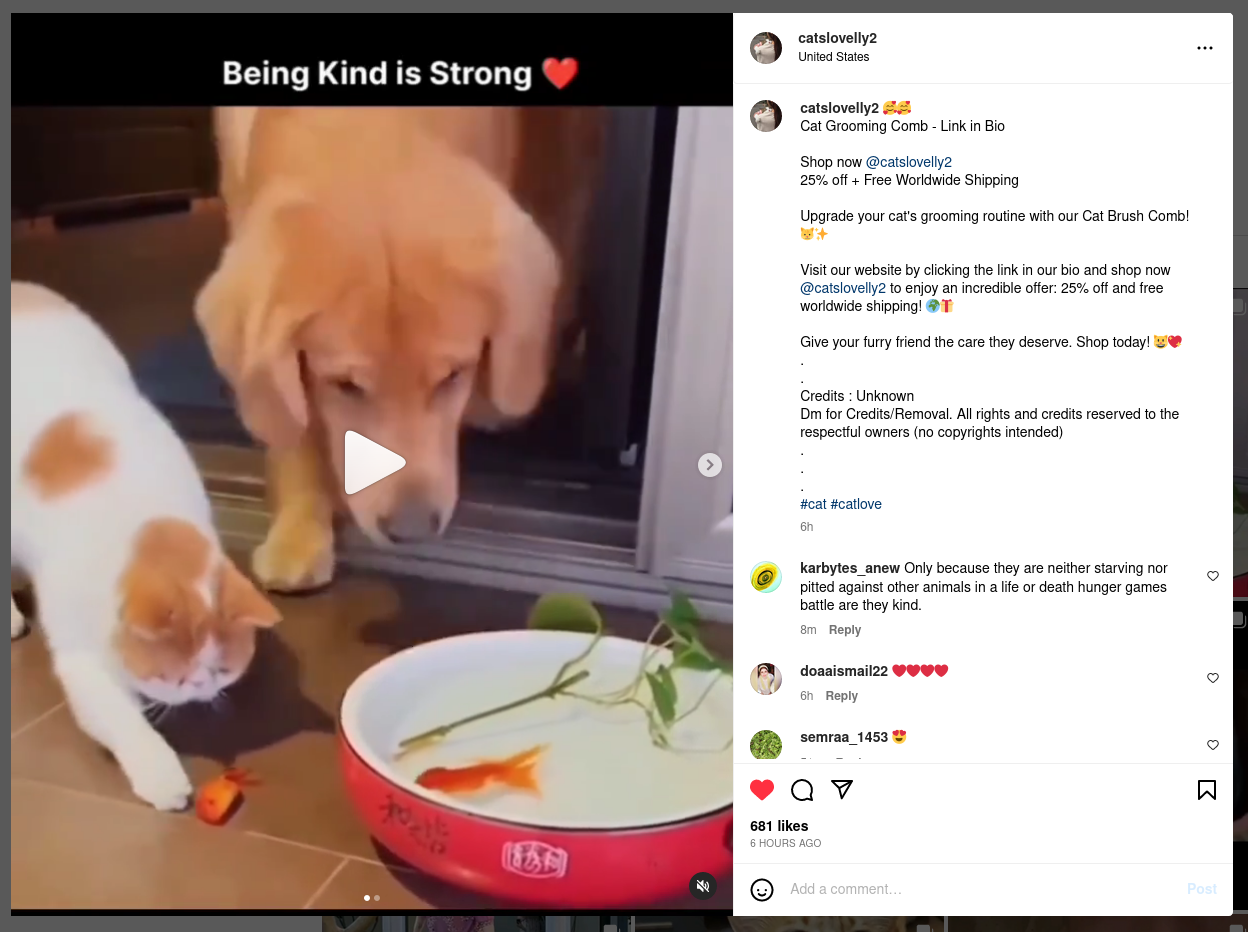 Being Kind is Strong ❤️
catslovelly2
United States
catslovelly2 🥰🥰
Cat Grooming Comb - Link in Bio
Shop now @catslovelly2
25% off + Free Worldwide Shipping
Upgrade your cat's grooming routine with our Cat Brush Comb!
🐱✨
Visit our website by clicking the link in our bio and shop now
@catslovelly2 to enjoy an incredible offer: 25% off and free
worldwide shipping! 🌍🎁
Give your furry friend the care they deserve. Shop today! 😺💖
.
.
Credits : Unknown
Dm for Credits/Removal. All rights and credits reserved to the
respectful owners (no copyrights intended)
.
.
.
#cat #catlove
6h
karbytes_anew Only because they are neither starving nor
pitted against other animals in a life or death hunger games
battle are they kind.
8m Reply
doaaismail22 ❤️❤️❤️❤️
6h Reply
semraa_1453 😍
681 likes
6 HOURS AGO
Add a comment…
Post